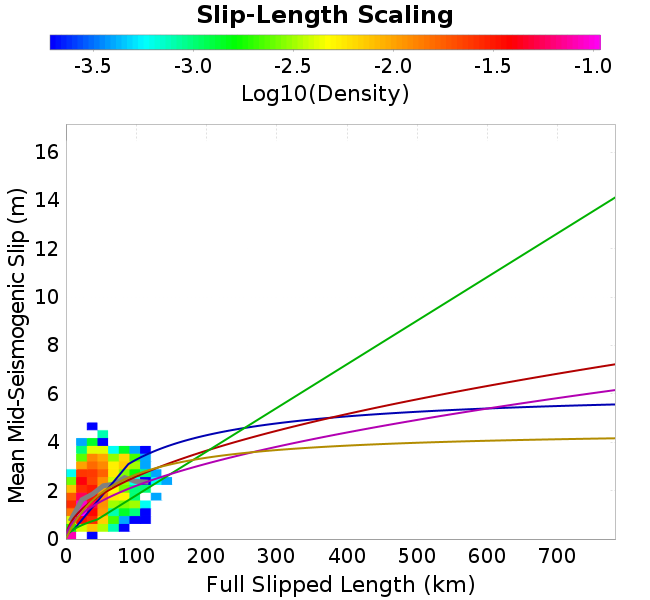 Slip-Length Scaling
-3.5 -3.0 -2.5 -2.0 -1.5 -1.0
Log10(Density)
Mean Mid-Seismogenic Slip (m)
16
14
12
10
8
6
4
2
0
0 100 200 300 400 500 600 700
Full Slipped Length (km)